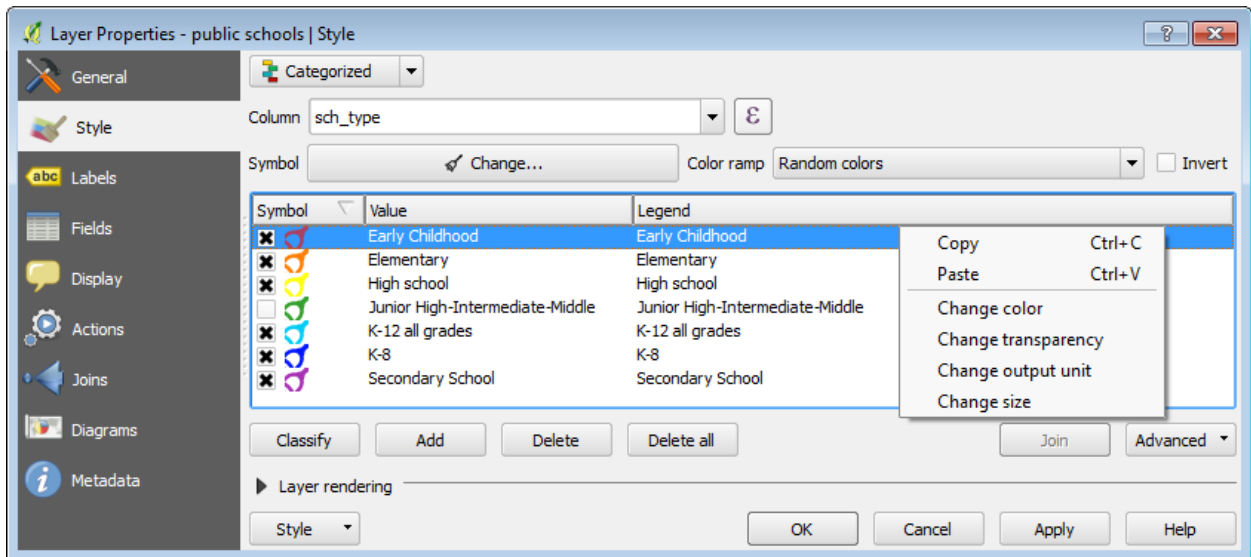 Layer Properties - public schools | Style
General
Style
Labels
Fields
Display
Actions
Joins
Diagrams
Metadata
Categorized
Column sch_type ε
Symbol Change... Color ramp Random colors Invert
Symbol Value Legend
Early Childhood Early Childhood
Elementary Elementary
High school High school
Junior High-Intermediate-Middle Junior High-Intermediate-Middle
K-12 all grades K-12 all grades
K-8 K-8
Secondary School Secondary School
Copy Ctrl+C
Paste Ctrl+V
Change color
Change transparency
Change output unit
Change size
Classify Add Delete Delete all Join Advanced
Layer rendering
Style OK Cancel Apply Help
abc